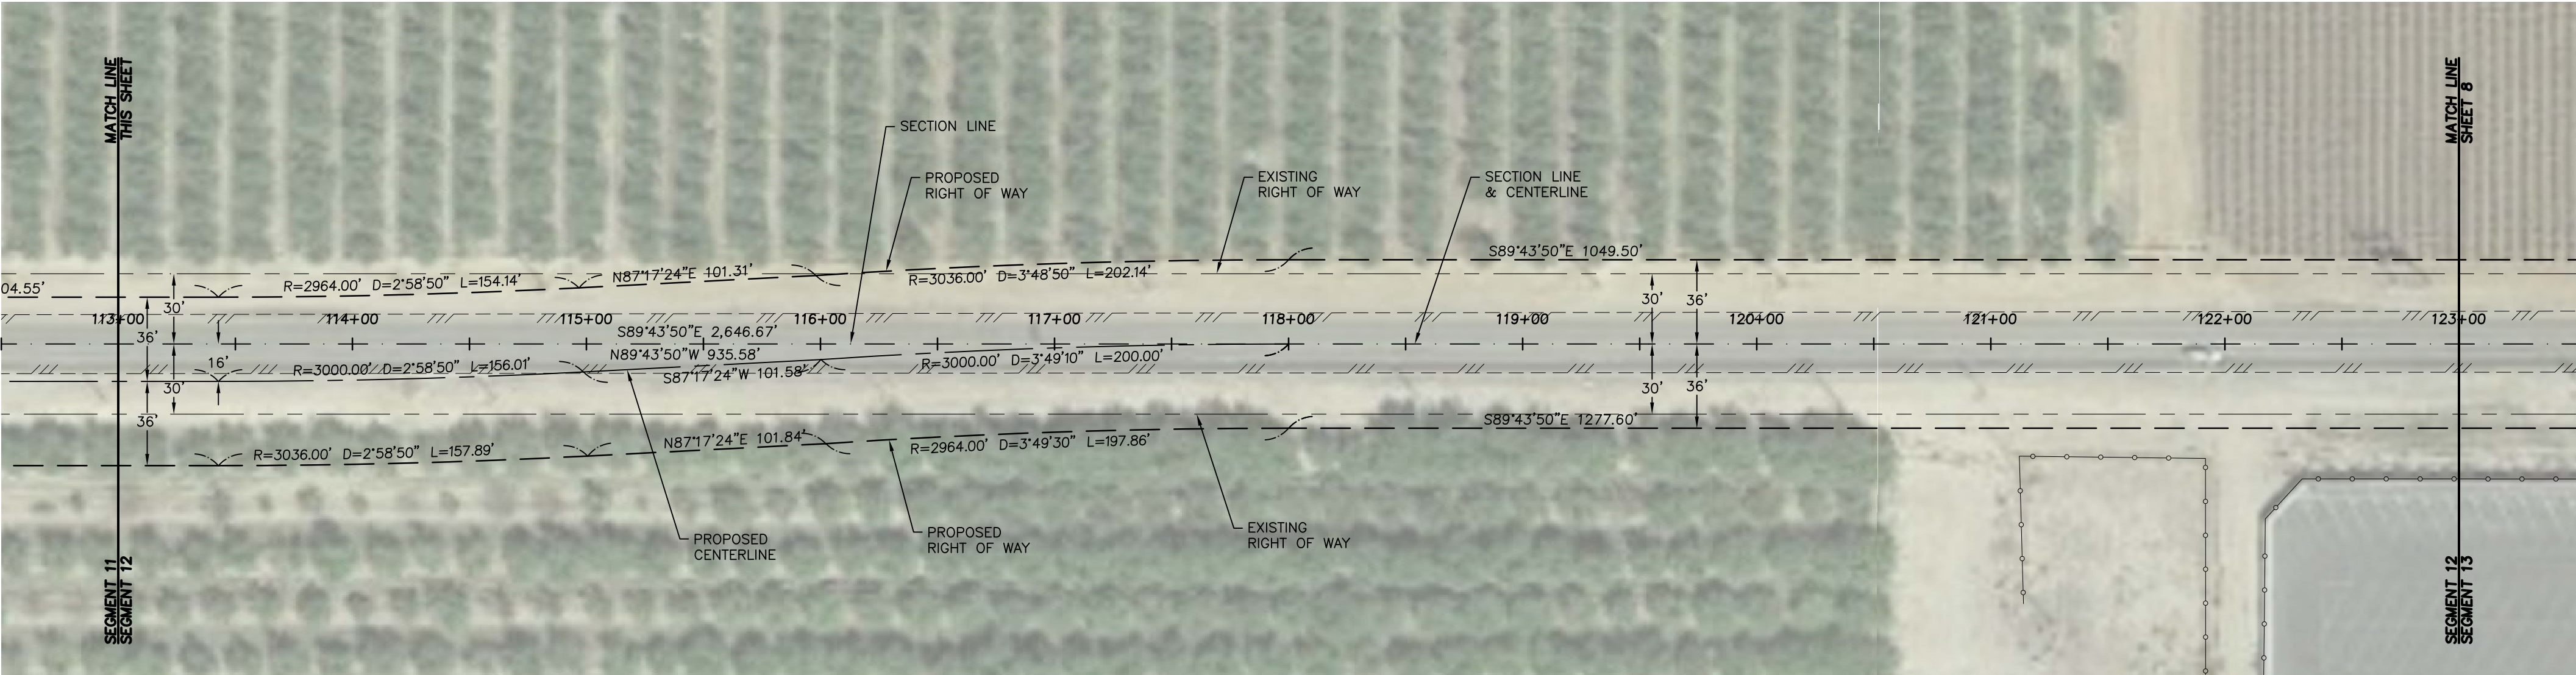 MATCH LINE
THIS SHEET
MATCH LINE
SHEET 8
SECTION LINE
PROPOSED
RIGHT OF WAY
EXISTING
RIGHT OF WAY
SECTION LINE
& CENTERLINE
S89°43'50"E 1049.50'
04.55'
R=2964.00' D=2°58'50" L=154.14'
N87°17'24"E 101.31'
R=3036.00' D=3°48'50" L=202.14'
30'
36'
30'
36'
113+00
114+00
115+00
116+00
117+00
118+00
119+00
120+00
121+00
122+00
123+00
S89°43'50"E 2,646.67'
N89°43'50"W 935.58'
16'
R=3000.00' D=2°58'50" L=156.01'
S87°17'24"W 101.58'
R=3000.00' D=3°49'10" L=200.00'
30'
36'
30'
36'
S89°43'50"E 1277.60'
R=3036.00' D=2°58'50" L=157.89'
N87°17'24"E 101.84'
R=2964.00' D=3°49'30" L=197.86'
PROPOSED
CENTERLINE
PROPOSED
RIGHT OF WAY
EXISTING
RIGHT OF WAY
SEGMENT 11
SEGMENT 12
SEGMENT 12
SEGMENT 13